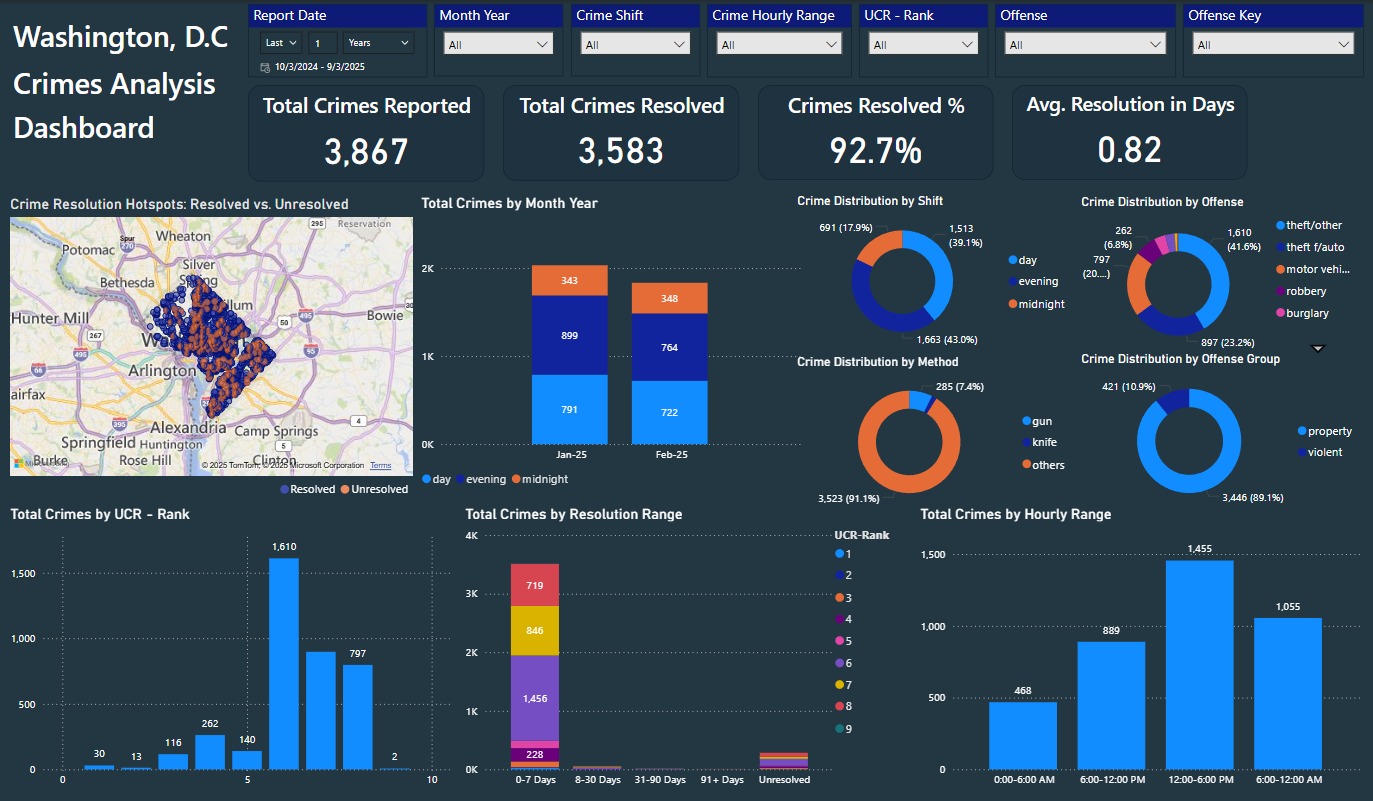 Washington, D.C
Crimes Analysis
Dashboard
Report Date
Last
1
Years
10/3/2024 - 9/3/2025
Month Year
All
Crime Shift
All
Crime Hourly Range
All
UCR - Rank
All
Offense
All
Offense Key
All
Total Crimes Reported
3,867
Total Crimes Resolved
3,583
Crimes Resolved %
92.7%
Avg. Resolution in Days
0.82
Crime Resolution Hotspots: Resolved vs. Unresolved
295
Reservation
Spur
270
Wheaton
Potomac
Silver
Spring
Bethesda
Hunter Mill
50
495
Bowie
267
495
95
66
Arlington
395
Alexandria
Camp Springs
4
Springfield
Huntington
5
Burke
Rose Hill
Clinton
© 2025 TomTom, © 2025 Microsoft Corporation
Terms
Resolved
Unresolved
Total Crimes by Month Year
2K
1K
0K
343
899
791
348
764
722
Jan-25
Feb-25
day
evening
midnight
Crime Distribution by Shift
691 (17.9%)
1,513
(39.1%)
1,663 (43.0%)
day
evening
midnight
Crime Distribution by Offense
262
(6.8%)
797
(20....)
1,610
(41.6%)
897 (23.2%)
theft/other
theft f/auto
motor vehi...
robbery
burglary
Crime Distribution by Method
285 (7.4%)
3,523 (91.1%)
gun
knife
others
Crime Distribution by Offense Group
421 (10.9%)
3,446 (89.1%)
property
violent
Total Crimes by UCR - Rank
1,500
1,000
500
0
30
13
116
262
140
1,610
797
2
0
5
10
Total Crimes by Resolution Range
4K
3K
2K
1K
0K
719
846
1,456
228
0-7 Days
8-30 Days
31-90 Days
91+ Days
Unresolved
UCR-Rank
1
2
3
4
5
6
7
8
9
Total Crimes by Hourly Range
1,500
1,000
500
0
468
889
1,455
1,055
0:00-6:00 AM
6:00-12:00 PM
12:00-6:00 PM
6:00-12:00 AM